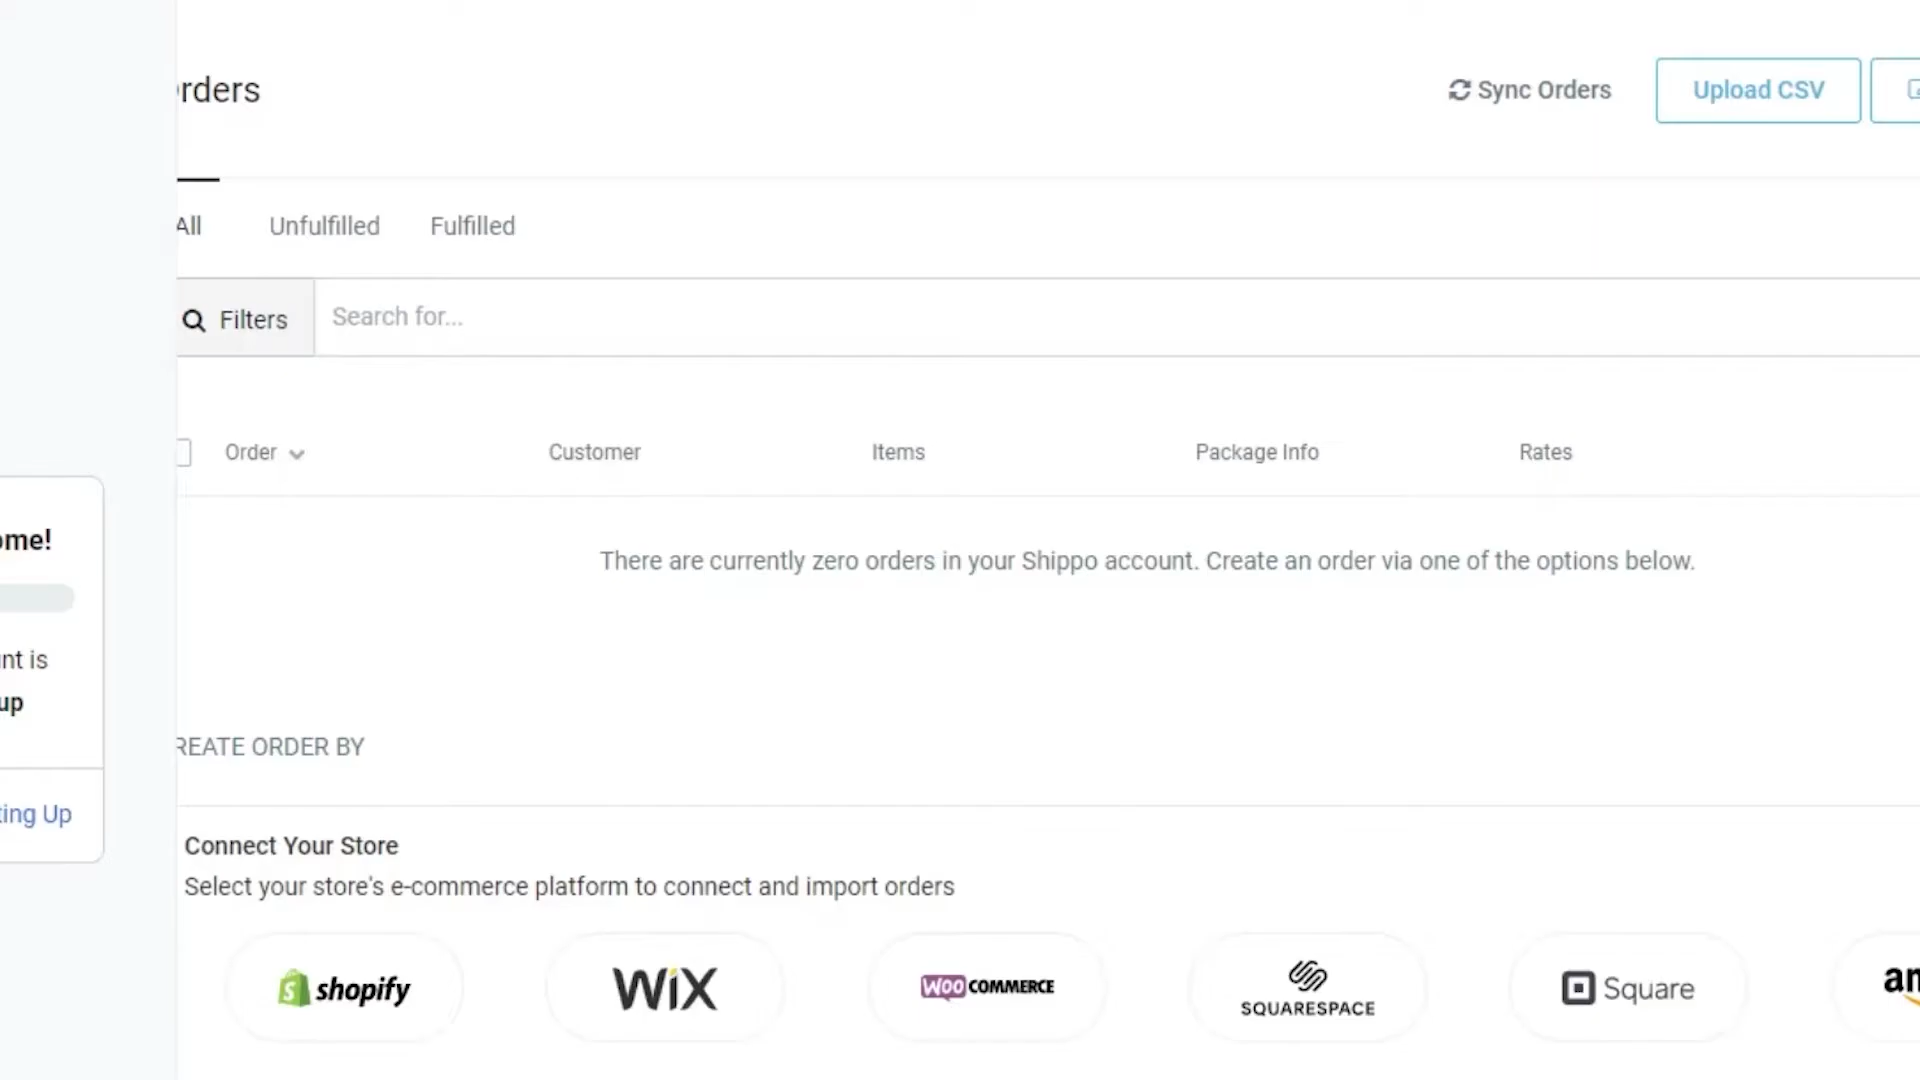 rders
Sync Orders
Upload CSV
All
Unfulfilled
Fulfilled
Filters
Search for...
Order
Customer
Items
Package Info
Rates
There are currently zero orders in your Shippo account. Create an order via one of the options below.
ome!
nt is
up
ting Up
REATE ORDER BY
Connect Your Store
Select your store's e-commerce platform to connect and import orders
shopify
WiX
WOO COMMERCE
SQUARESPACE
Square
am